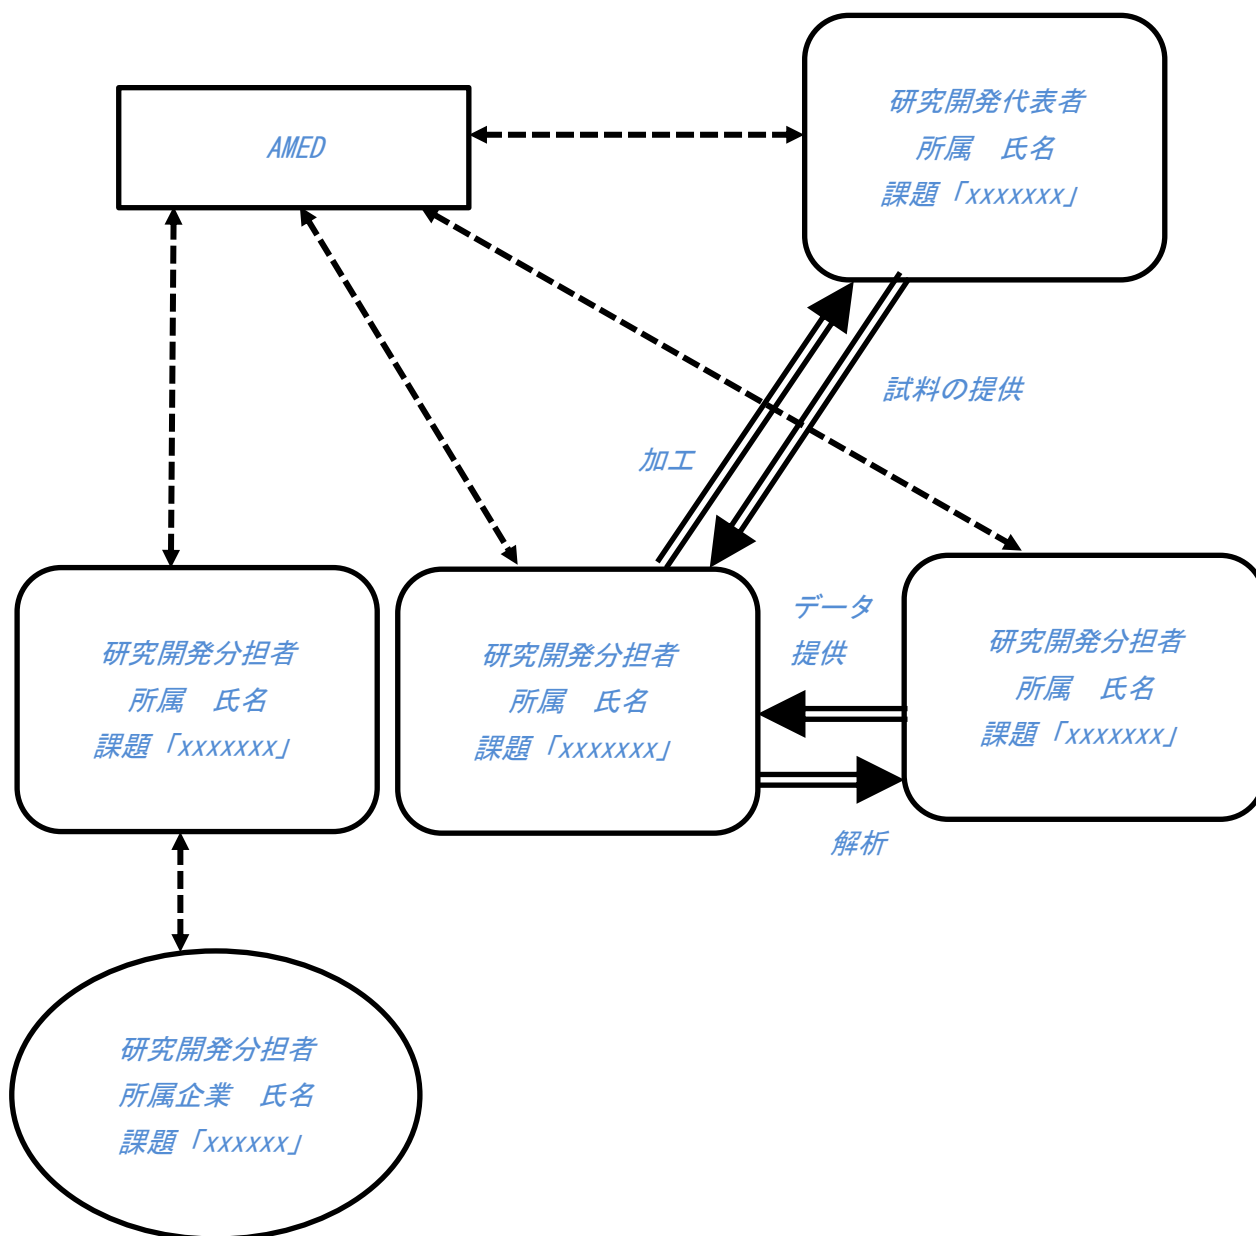 研究開発代表者
所属　氏名
課題「xxxxxxx」
AMED
試料の提供
加工
データ
提供
研究開発分担者
所属　氏名
課題「xxxxxxx」
研究開発分担者
所属　氏名
課題「xxxxxxx」
研究開発分担者
所属　氏名
課題「xxxxxxx」
解析
研究開発分担者
所属企業　氏名
課題「xxxxxx」